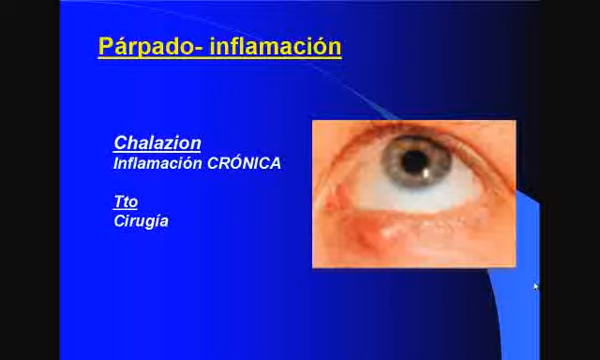 Párpado- inflamación
Chalazion
Inflamación CRÓNICA
Tto
Cirugía